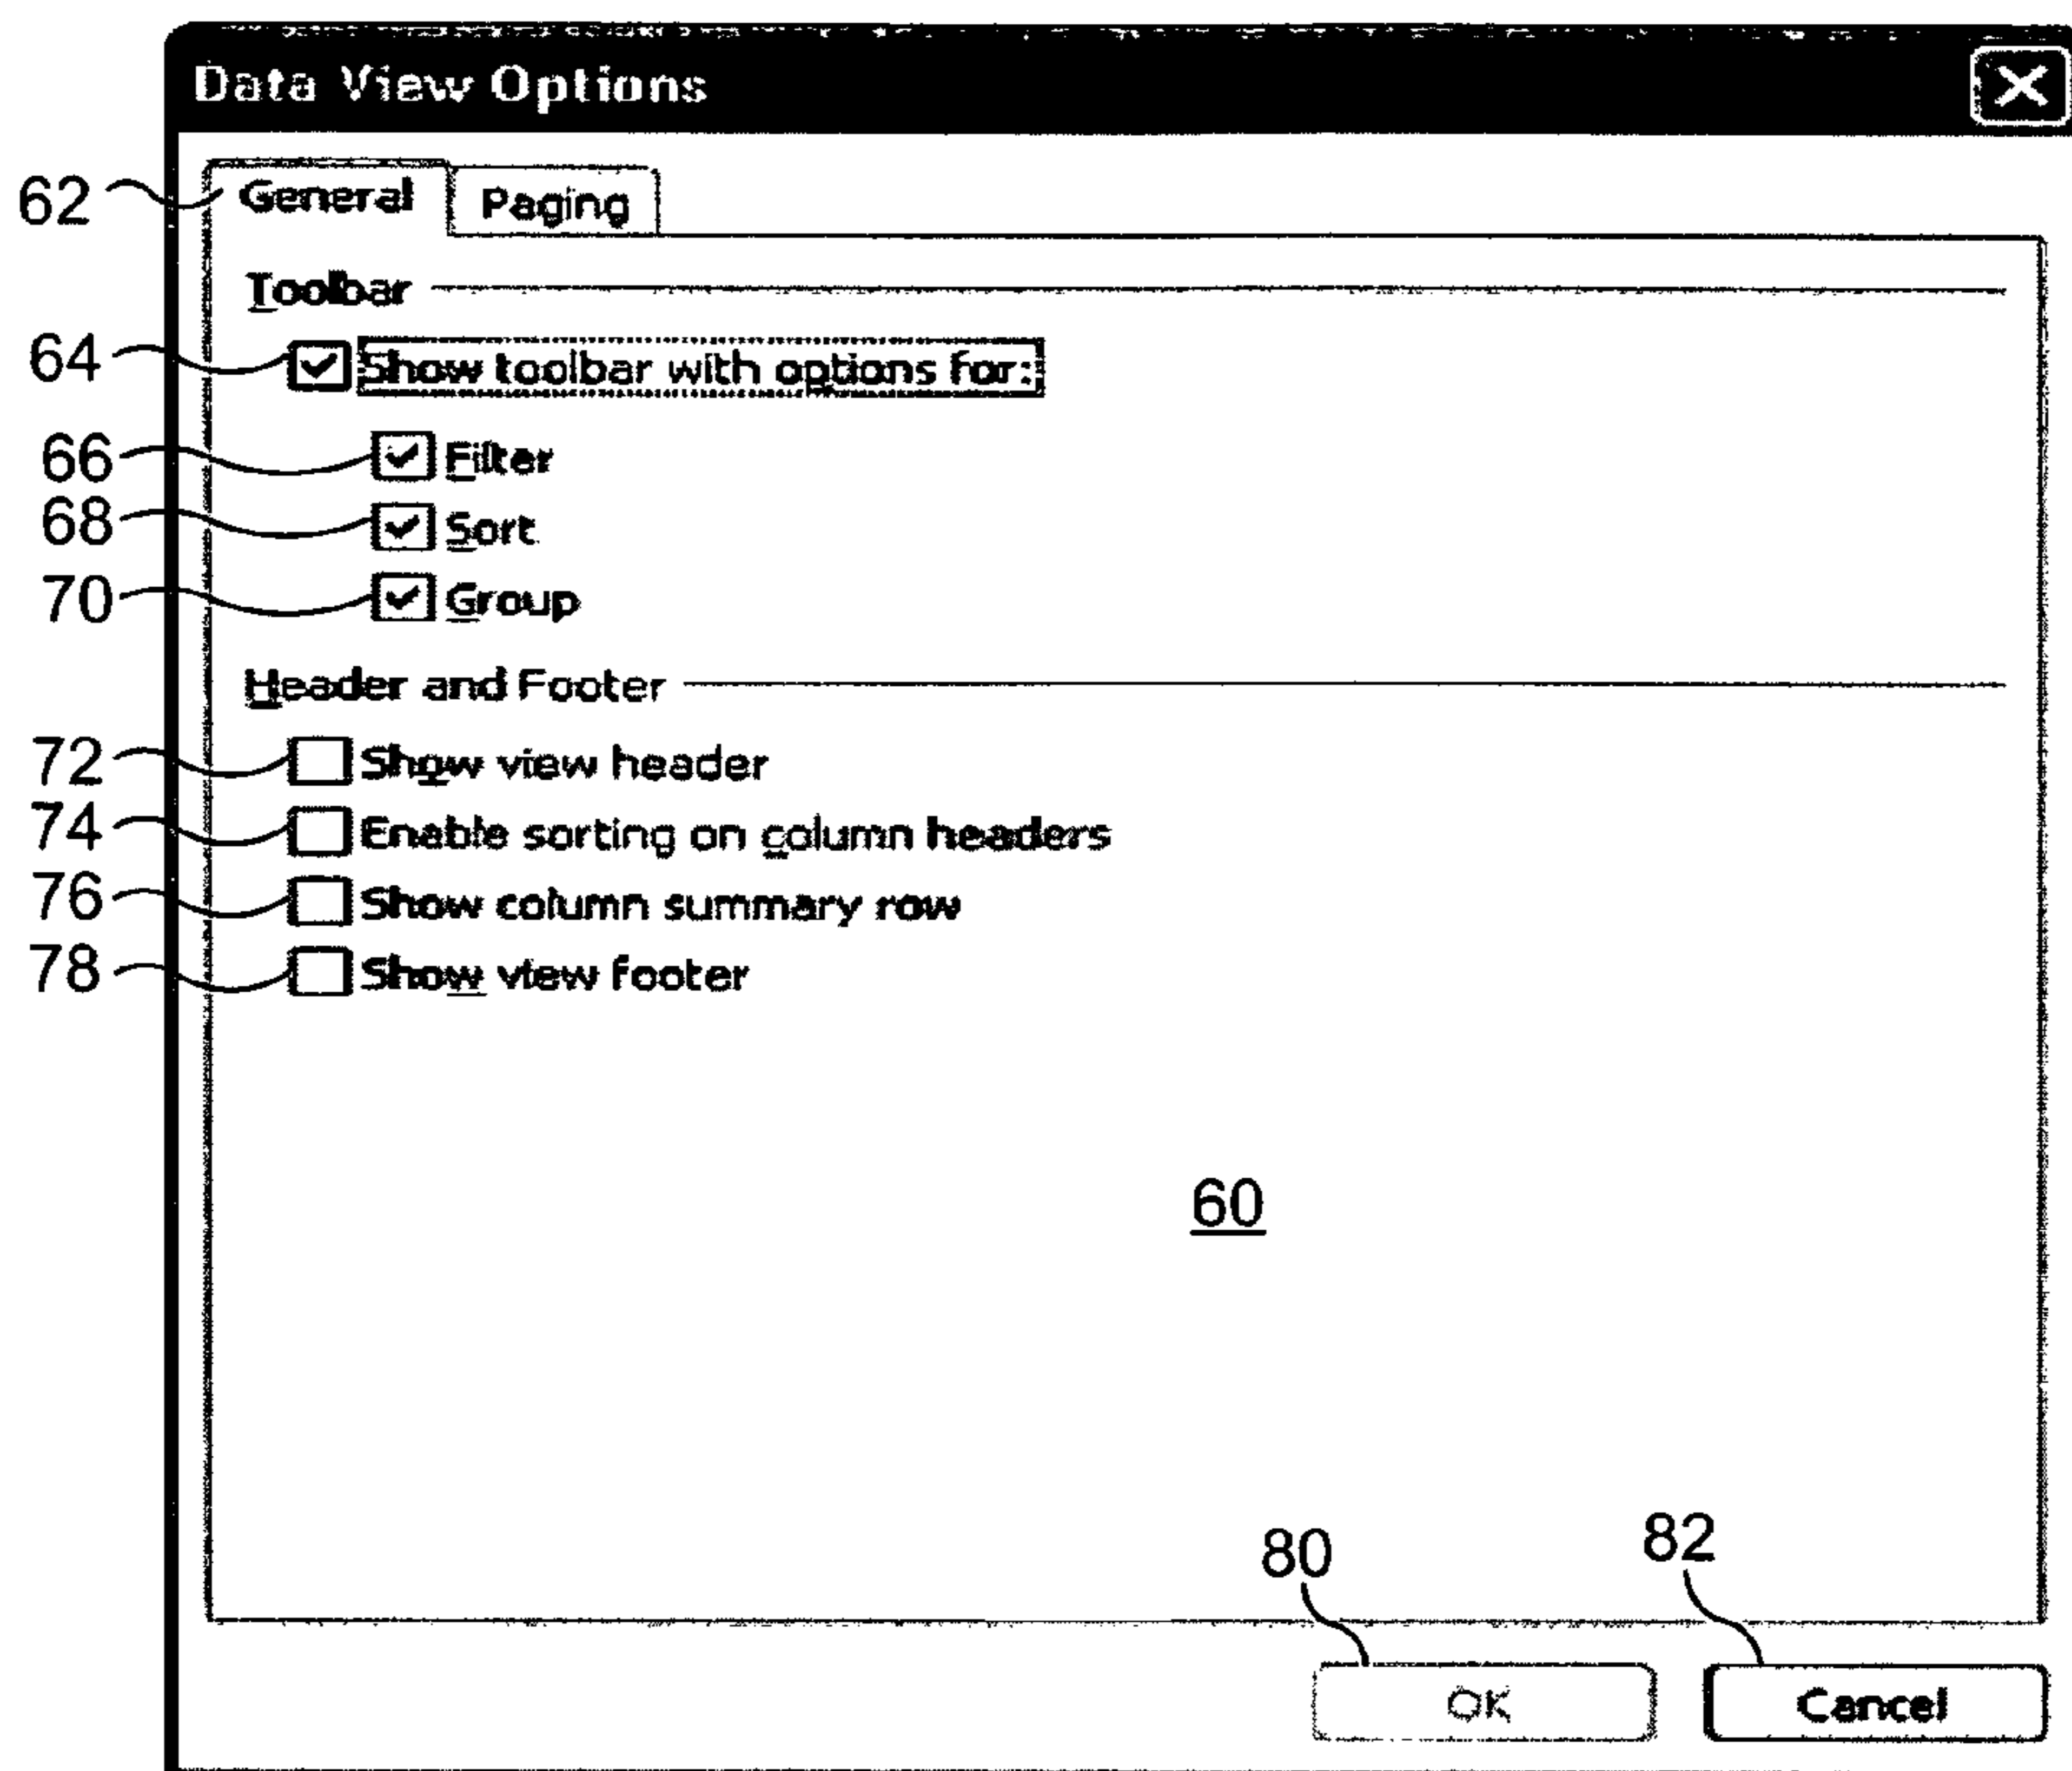 Data View Options
62 General Paging
Toolbar
64 Show toolbar with options for:
66 Filter
68 Sort
70 Group
Header and Footer
72 Show view header
74 Enable sorting on column headers
76 Show column summary row
78 Show view footer
60
80 82
OK Cancel